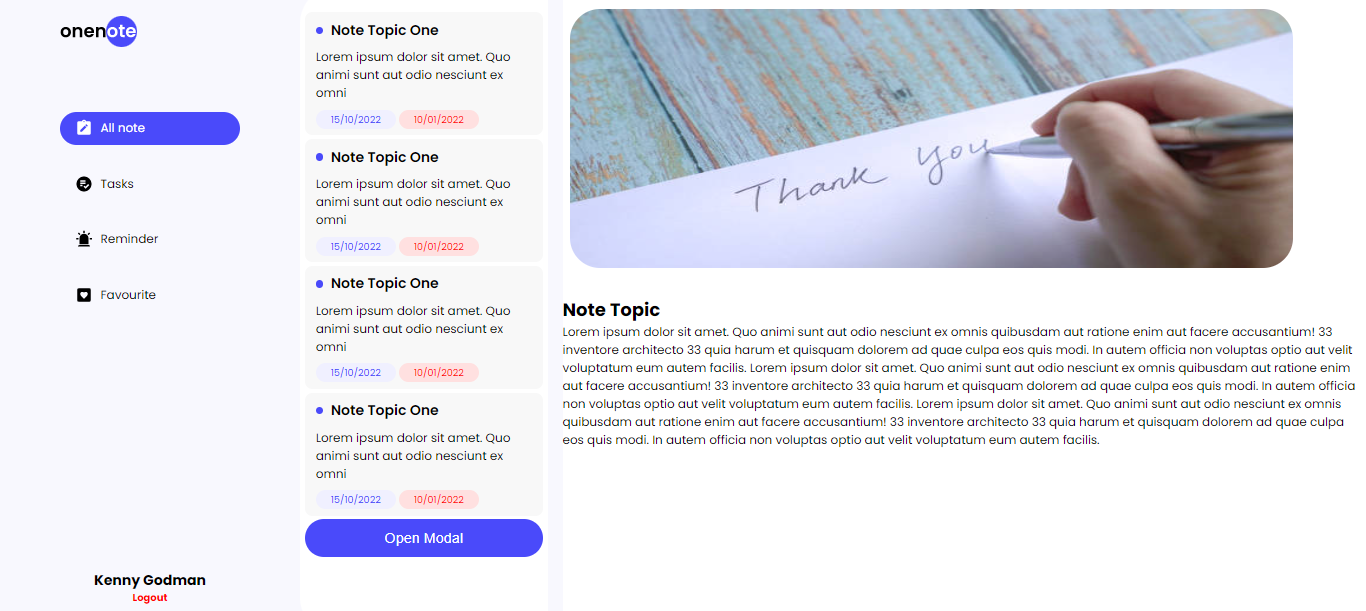 onenote
All note
Tasks
Reminder
Favourite
Kenny Godman
Logout
Note Topic One
Lorem ipsum dolor sit amet. Quo
animi sunt aut odio nesciunt ex
omni
15/10/2022 10/01/2022
Note Topic One
Lorem ipsum dolor sit amet. Quo
animi sunt aut odio nesciunt ex
omni
15/10/2022 10/01/2022
Note Topic One
Lorem ipsum dolor sit amet. Quo
animi sunt aut odio nesciunt ex
omni
15/10/2022 10/01/2022
Note Topic One
Lorem ipsum dolor sit amet. Quo
animi sunt aut odio nesciunt ex
omni
15/10/2022 10/01/2022
Open Modal
Thank You
Note Topic
Lorem ipsum dolor sit amet. Quo animi sunt aut odio nesciunt ex omnis quibusdam aut ratione enim aut facere accusantium! 33
inventore architecto 33 quia harum et quisquam dolorem ad quae culpa eos quis modi. In autem officia non voluptas optio aut velit
voluptatum eum autem facilis. Lorem ipsum dolor sit amet. Quo animi sunt aut odio nesciunt ex omnis quibusdam aut ratione enim
aut facere accusantium! 33 inventore architecto 33 quia harum et quisquam dolorem ad quae culpa eos quis modi. In autem officia
non voluptas optio aut velit voluptatum eum autem facilis. Lorem ipsum dolor sit amet. Quo animi sunt aut odio nesciunt ex omnis
quibusdam aut ratione enim aut facere accusantium! 33 inventore architecto 33 quia harum et quisquam dolorem ad quae culpa
eos quis modi. In autem officia non voluptas optio aut velit voluptatum eum autem facilis.